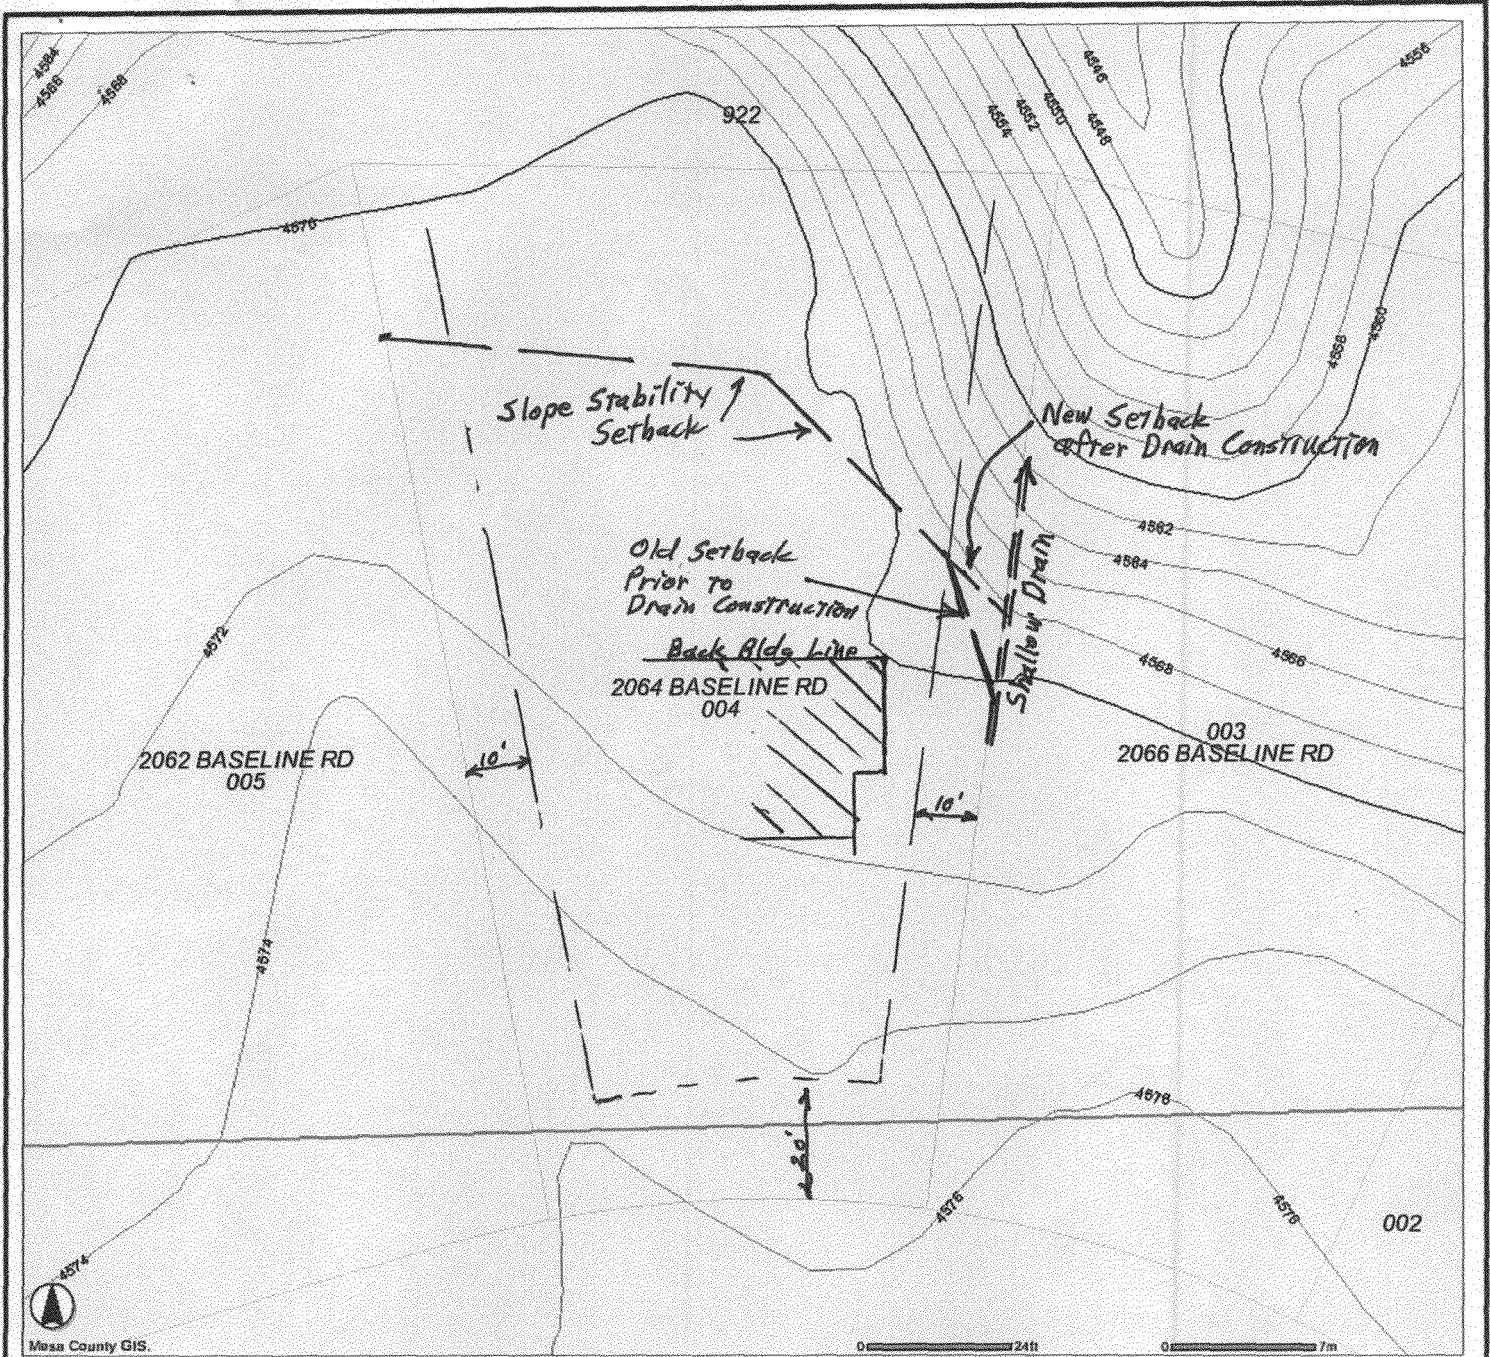 4584
4586
4568
922
4546
4556
4554
4552
4550
4548
4570
4560
4558
Slope Stability
Setback
New Setback
after Drain Construction
4562
4564
Old Setback
Prior to
Drain Construction
Shallow Drain
4572
Back Bldg Line
4566
4568
2064 BASELINE RD
004
003
2066 BASELINE RD
2062 BASELINE RD
005
10'
10'
4574
4576
20'
4576
4576
002
4574
Mesa County GIS.
0 24ft
0 7m